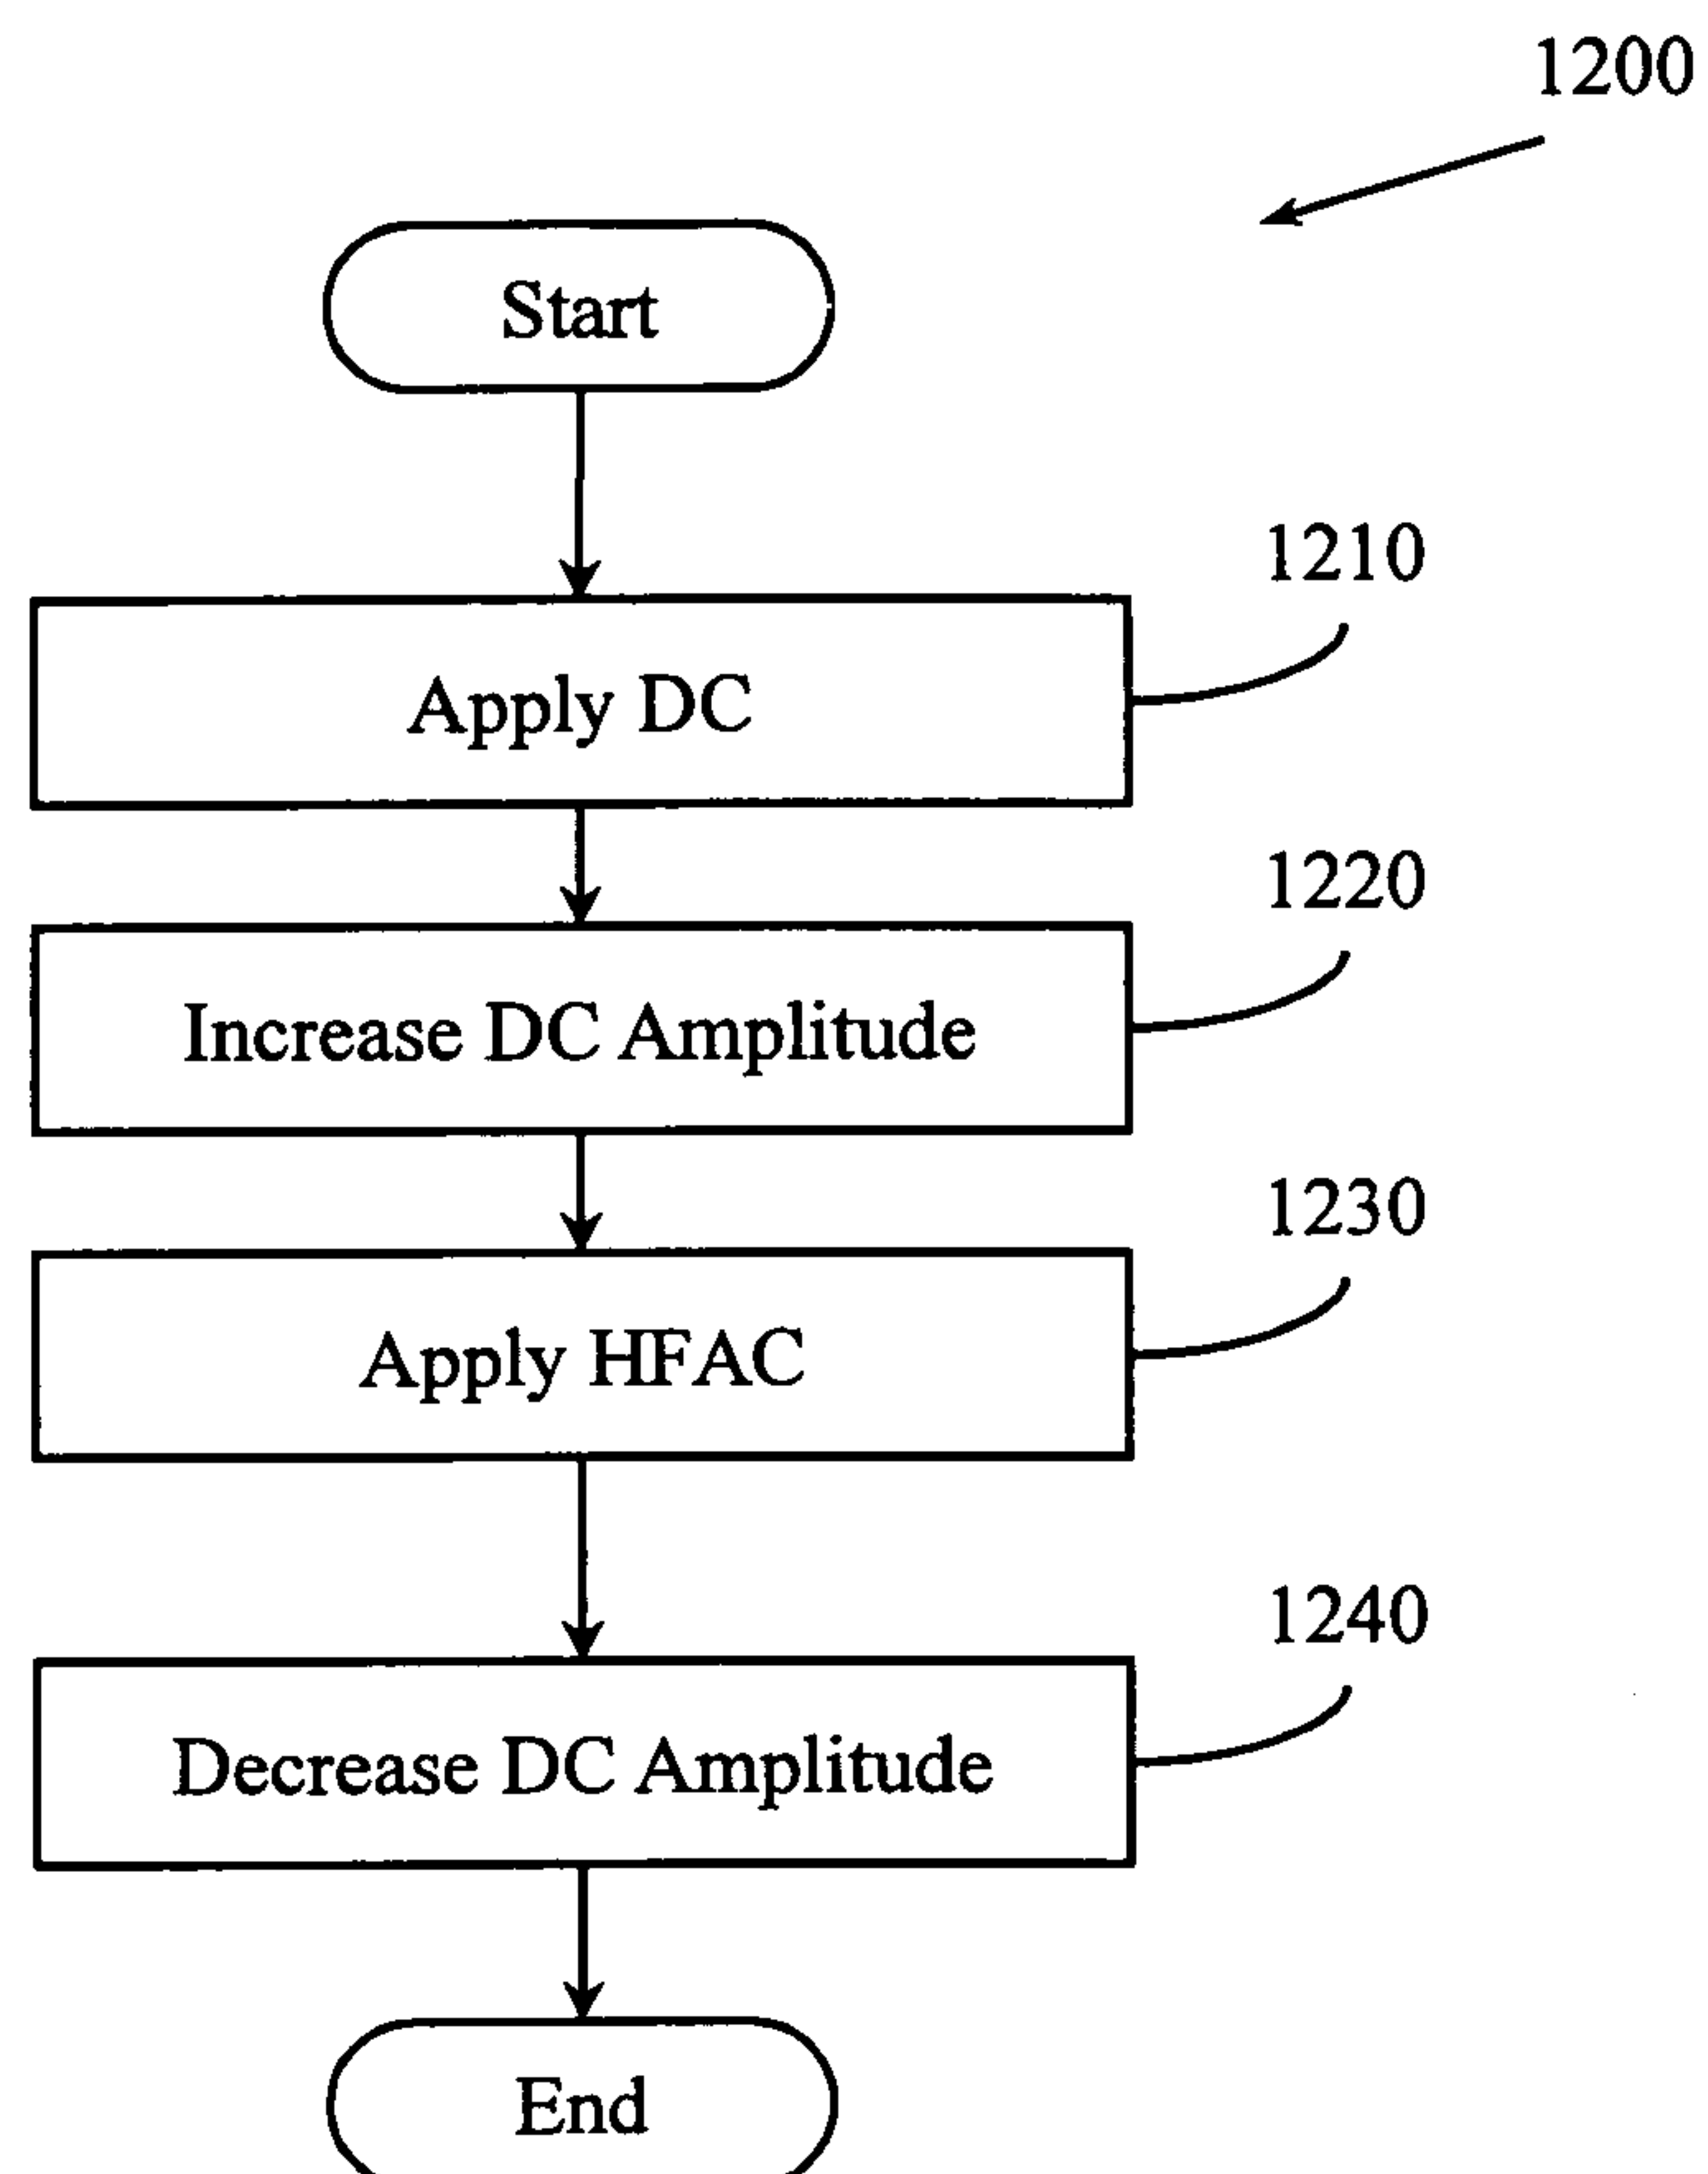 1200
Start
1210
Apply DC
1220
Increase DC Amplitude
1230
Apply HFAC
1240
Decrease DC Amplitude
End